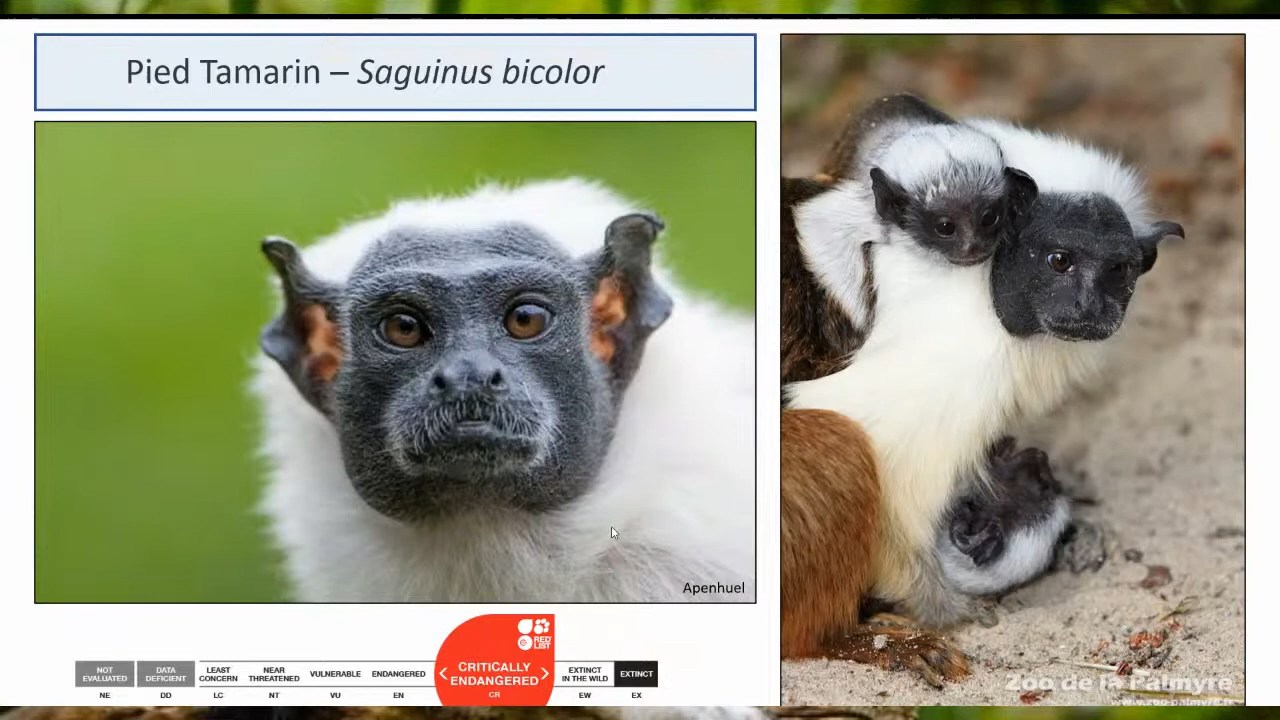 Pied Tamarin – Saguinus bicolor
Apenhuel
RED
LIST
NOT
EVALUATED
DATA
DEFICIENT
LEAST
CONCERN
NEAR
THREATENED
VULNERABLE
ENDANGERED
< CRITICALLY
ENDANGERED >
EXTINCT
IN THE WILD
EXTINCT
NE
DD
LC
NT
VU
EN
CR
EW
EX
Zoo de la Palmyre